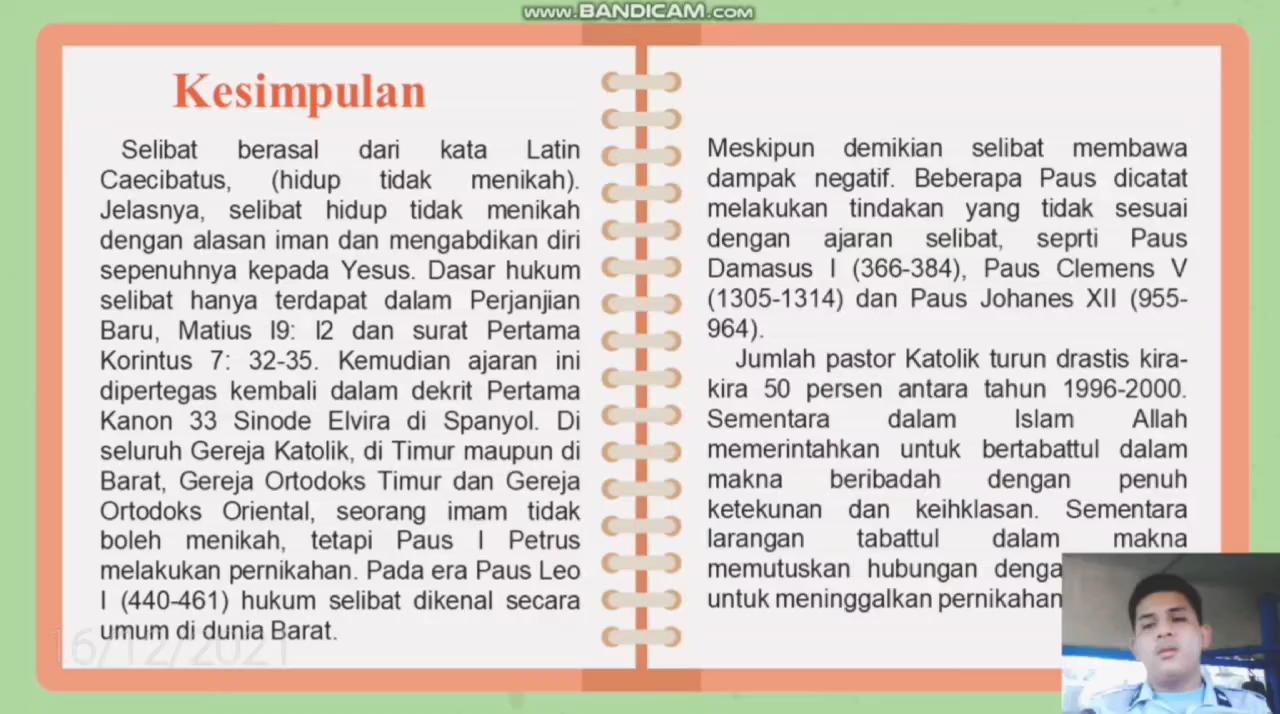 www.BANDICAM.com
Kesimpulan
Selibat berasal dari kata Latin
Caecibatus, (hidup tidak menikah).
Jelasnya, selibat hidup tidak menikah
dengan alasan iman dan mengabdikan diri
sepenuhnya kepada Yesus. Dasar hukum
selibat hanya terdapat dalam Perjanjian
Baru, Matius I9: I2 dan surat Pertama
Korintus 7: 32-35. Kemudian ajaran ini
dipertegas kembali dalam dekrit Pertama
Kanon 33 Sinode Elvira di Spanyol. Di
seluruh Gereja Katolik, di Timur maupun di
Barat, Gereja Ortodoks Timur dan Gereja
Ortodoks Oriental, seorang imam tidak
boleh menikah, tetapi Paus I Petrus
melakukan pernikahan. Pada era Paus Leo
I (440-461) hukum selibat dikenal secara
umum di dunia Barat.
16/12/2021
Meskipun demikian selibat membawa
dampak negatif. Beberapa Paus dicatat
melakukan tindakan yang tidak sesuai
dengan ajaran selibat, seprti Paus
Damasus I (366-384), Paus Clemens V
(1305-1314) dan Paus Johanes XII (955-
964).
Jumlah pastor Katolik turun drastis kira-
kira 50 persen antara tahun 1996-2000.
Sementara dalam Islam Allah
memerintahkan untuk bertabattul dalam
makna beribadah dengan penuh
ketekunan dan keihklasan. Sementara
larangan tabattul dalam makna
memutuskan hubungan denga
untuk meninggalkan pernikahan